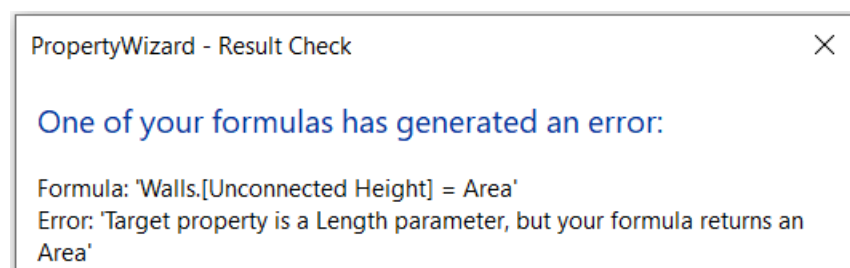 PropertyWizard - Result Check
One of your formulas has generated an error:
Formula: 'Walls.[Unconnected Height] = Area'
Error: 'Target property is a Length parameter, but your formula returns an
Area'